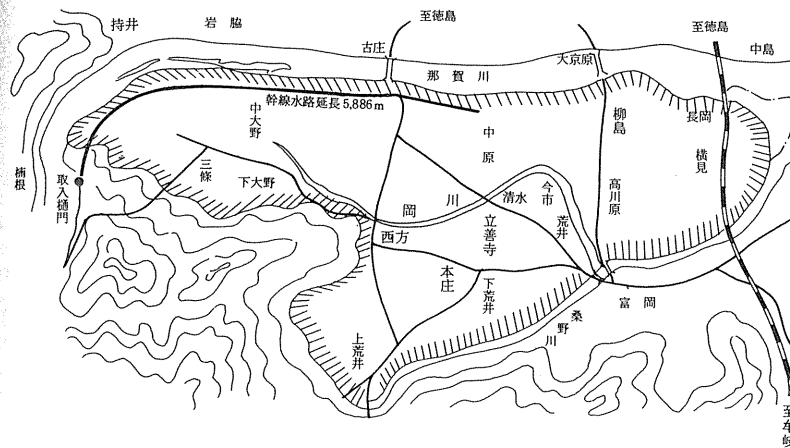 持井
岩脇
至徳島
古庄
那賀川
大京原
至徳島
中島
幹線水路延長 5,886m
中大野
中原
柳島
長岡
横見
楠根
取入樋門
三條
下大野
岡川
清水
今市
荒井
高川原
西方
立善寺
本庄
下荒井
富岡
桑野川
上荒井
至牟岐